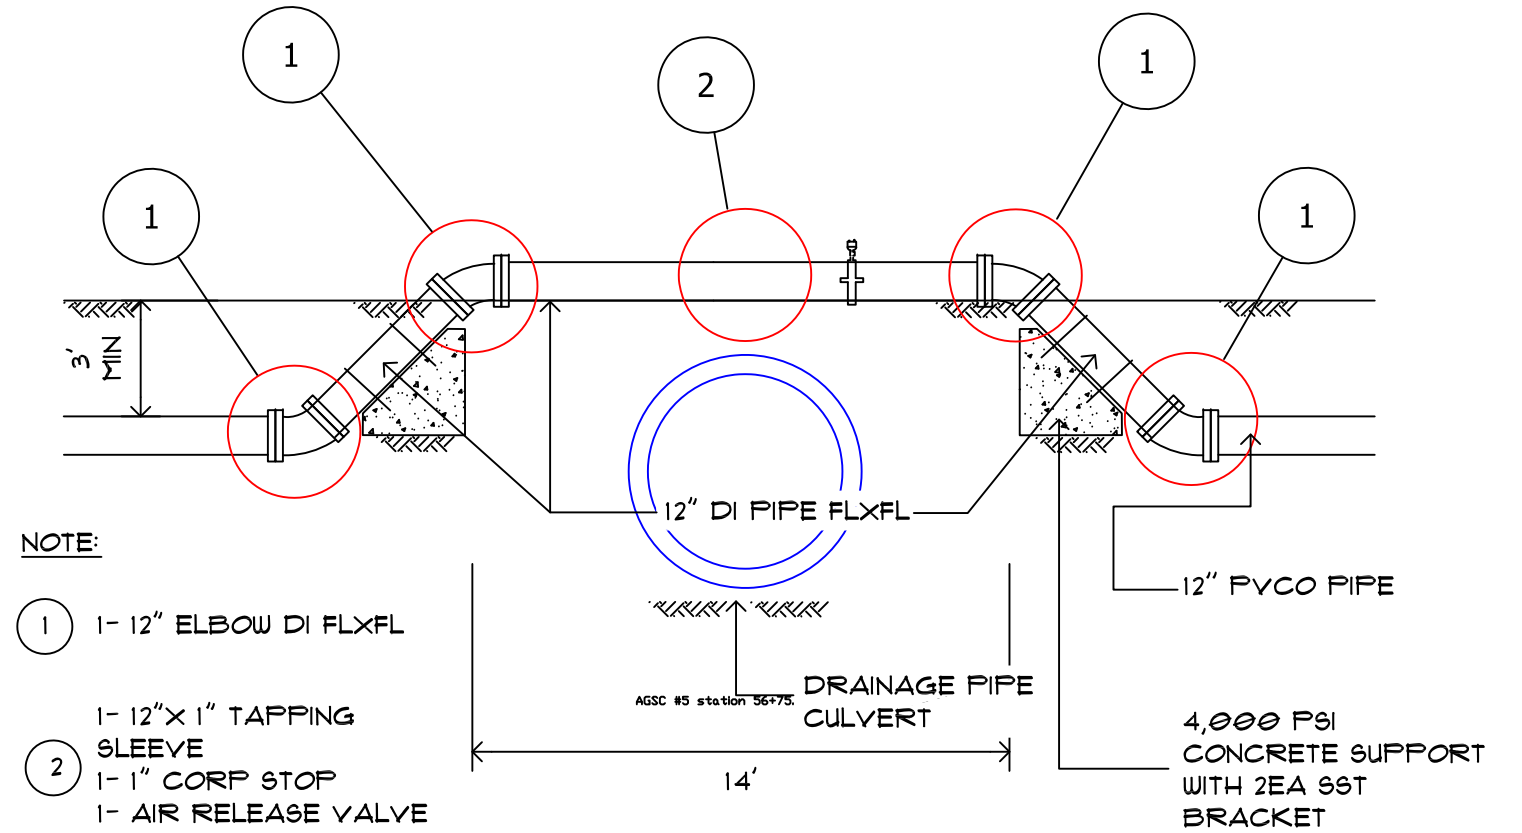 1
2
1
1
1
3'
MIN
12" DI PIPE FLXFL
NOTE:
12" PVCO PIPE
1
1- 12" ELBOW DI FLXFL
DRAINAGE PIPE
CULVERT
AGSC #5 station 56+75.
2
1- 12"X 1" TAPPING
SLEEVE
1- 1" CORP STOP
1- AIR RELEASE VALVE
14'
4,000 PSI
CONCRETE SUPPORT
WITH 2EA SST
BRACKET